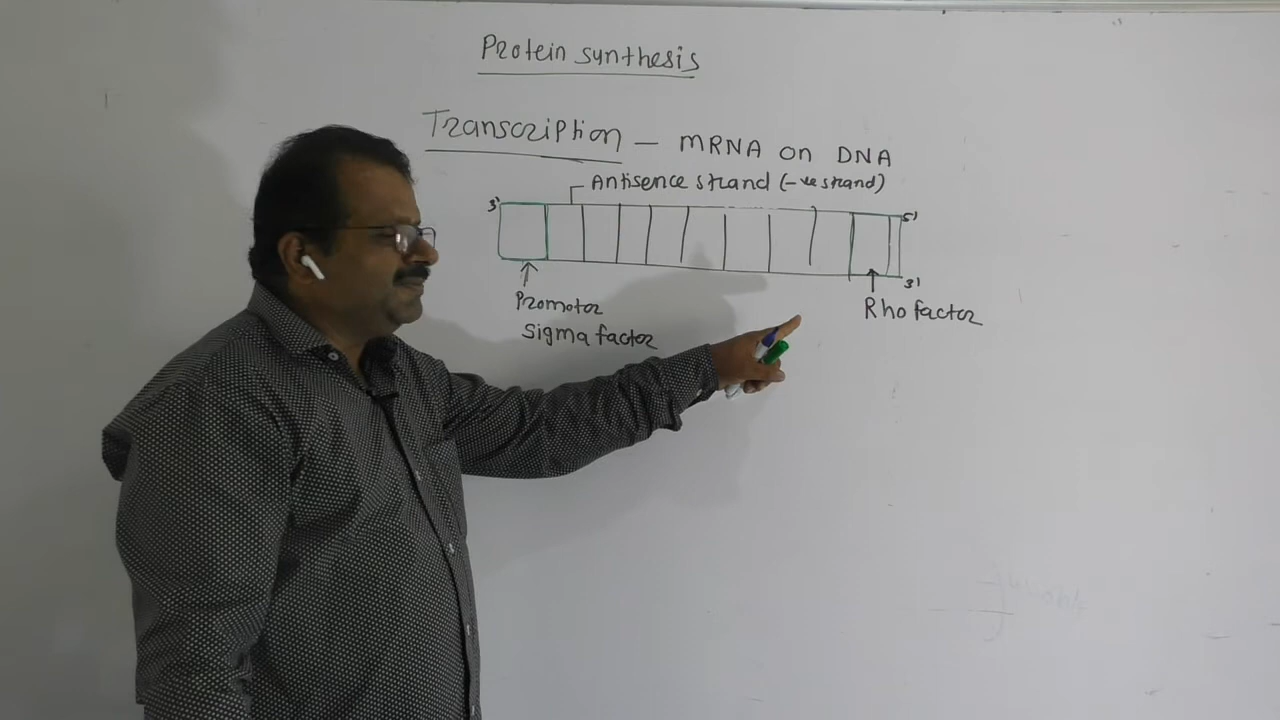 Protein synthesis
Transcription – mRNA on DNA
Antisence strand (-ve strand)
3' 5'
3'
Promotor
Sigma factor
Rho factor